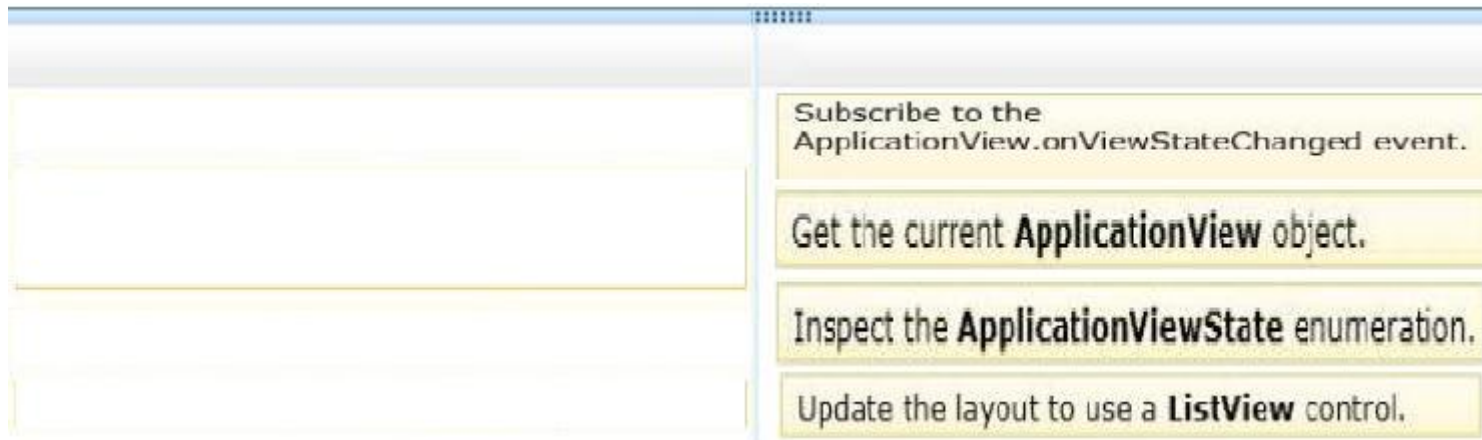 Subscribe to the
ApplicationView.onViewStateChanged event.
Get the current ApplicationView object.
Inspect the ApplicationViewState enumeration.
Update the layout to use a ListView control.